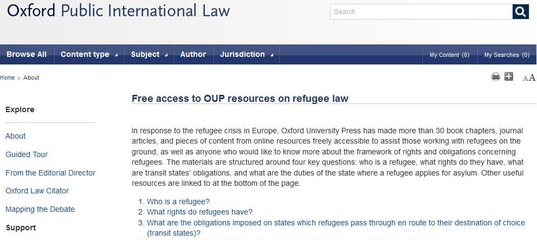 Oxford Public International Law
Search
Browse All Content type Subject Author Jurisdiction My Content (0) My Searches (0)
Home › About
AA
Free access to OUP resources on refugee law
Explore
About
Guided Tour
From the Editorial Director
Oxford Law Citator
Mapping the Debate
Support
In response to the refugee crisis in Europe, Oxford University Press has made more than 30 book chapters, journal
articles, and pieces of content from online resources freely accessible to assist those working with refugees on the
ground, as well as anyone who would like to know more about the framework of rights and obligations concerning
refugees. The materials are structured around four key questions: who is a refugee, what rights do they have, what
are transit states' obligations, and what are the duties of the state where a refugee applies for asylum. Other useful
resources are linked to at the bottom of the page.
1. Who is a refugee?
2. What rights do refugees have?
3. What are the obligations imposed on states which refugees pass through en route to their destination of choice
(transit states)?